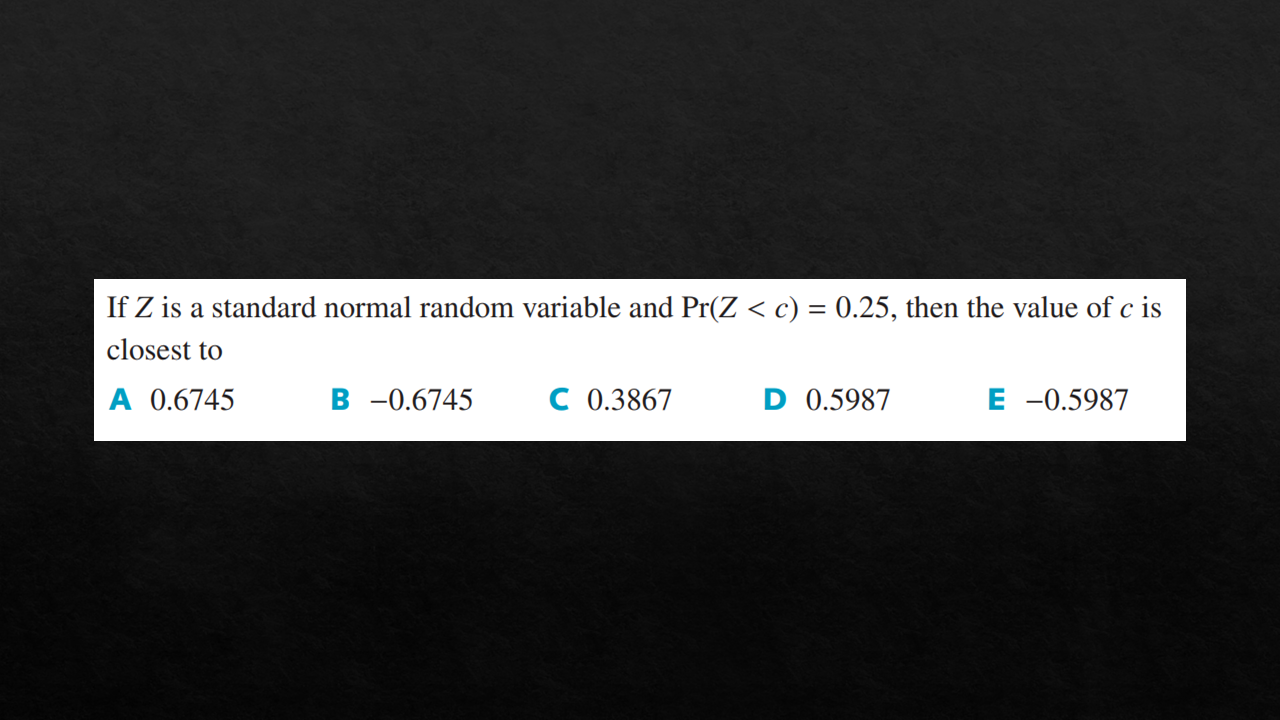 If Z is a standard normal random variable and Pr(Z < c) = 0.25, then the value of c is
closest to
A 0.6745 B −0.6745 C 0.3867 D 0.5987 E −0.5987